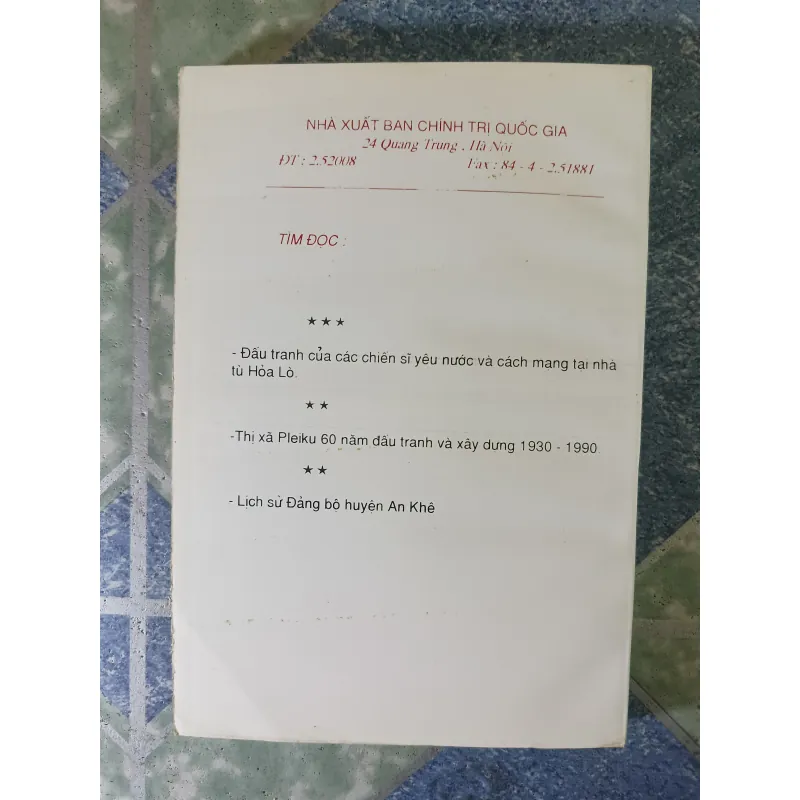 NHÀ XUẤT BẢN CHÍNH TRỊ QUỐC GIA
24 Quang Trung , Hà Nội
ĐT : 2.52008 Fax : 84 - 4 - 2.51881
TÌM ĐỌC :
★ ★ ★
- Đấu tranh của các chiến sĩ yêu nước và cách mạng tại nhà
tù Hỏa Lò.
★ ★
-Thị xã Pleiku 60 năm đấu tranh và xây dựng 1930 - 1990.
★ ★
- Lịch sử Đảng bộ huyện An Khê